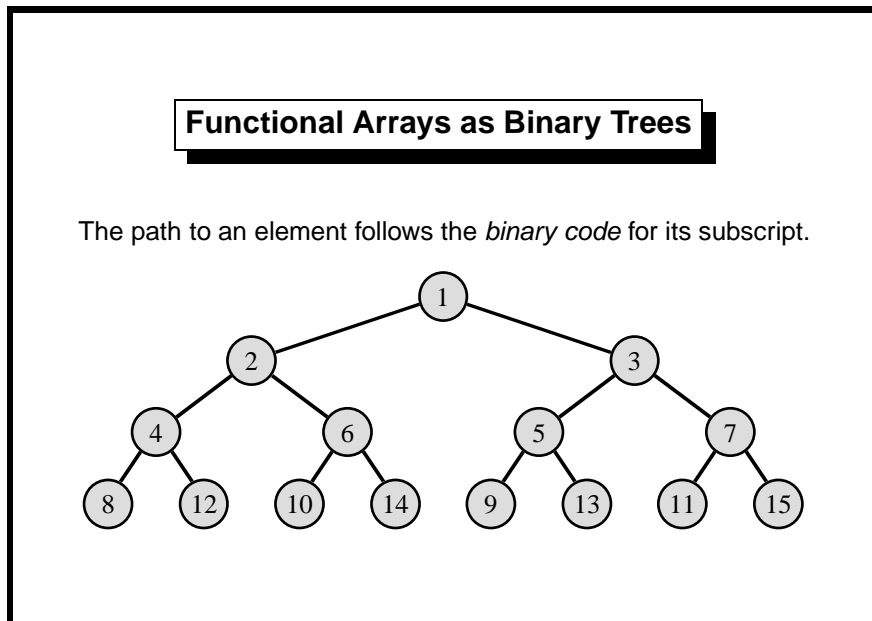 Functional Arrays as Binary Trees
The path to an element follows the binary code for its subscript.
1
2 3
4 6 5 7
8 12 10 14 9 13 11 15